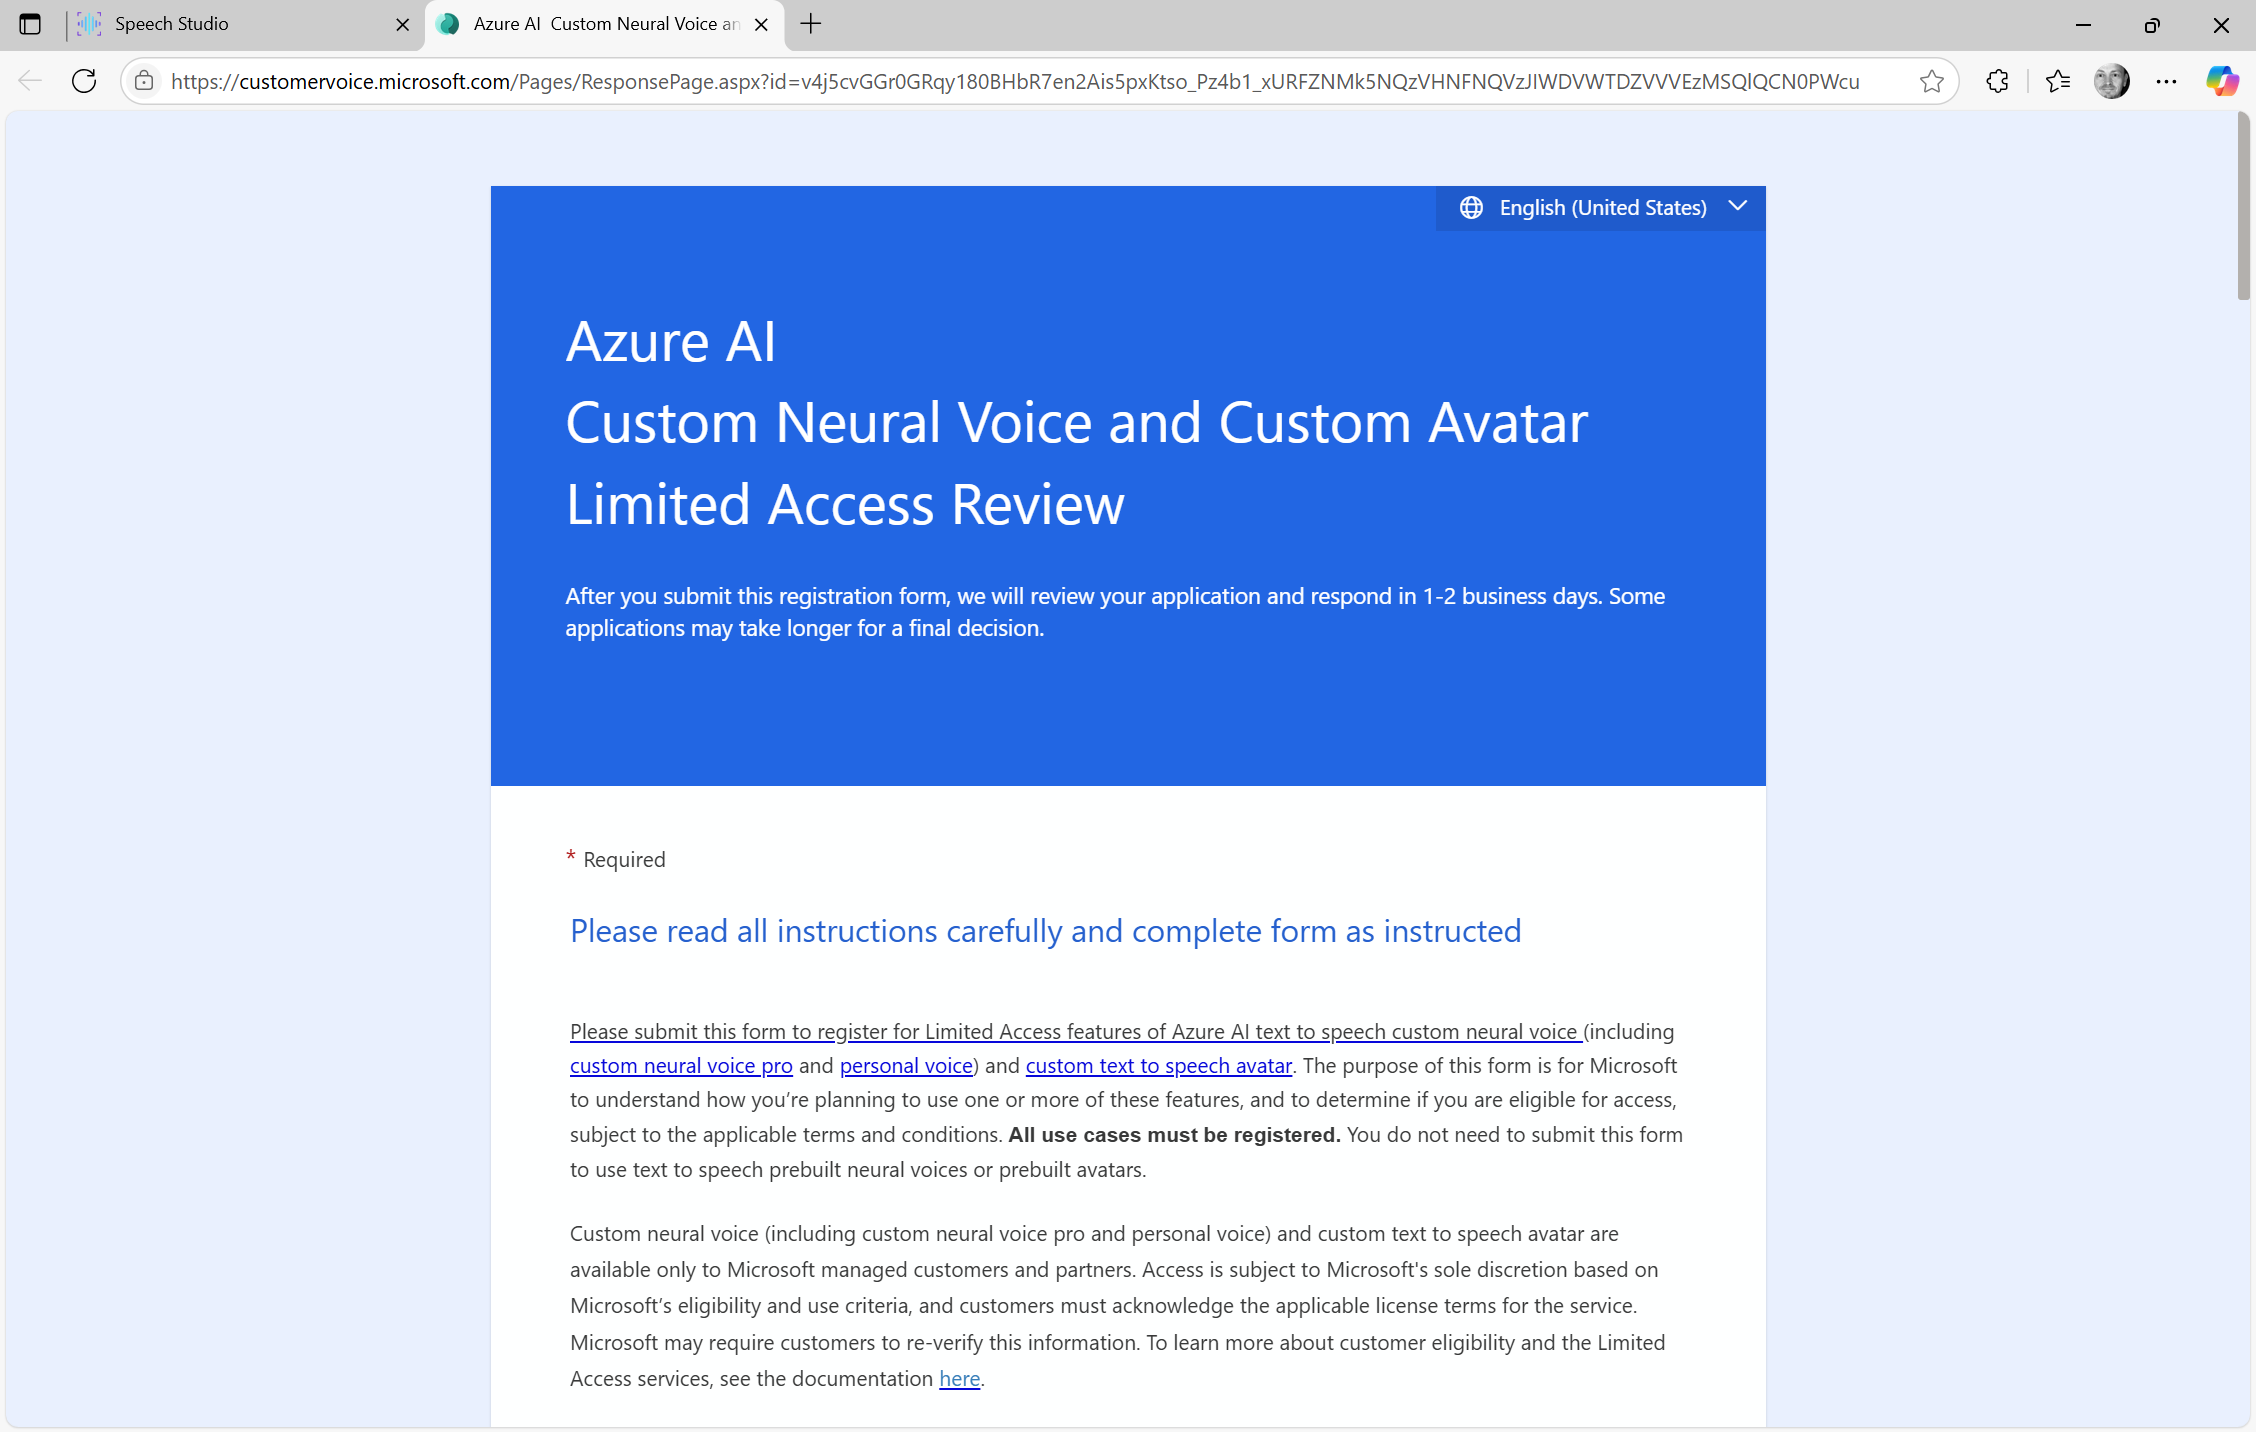 Speech Studio
Azure AI  Custom Neural Voice an
https://customervoice.microsoft.com/Pages/ResponsePage.aspx?id=v4j5cvGGr0GRqy180BHbR7en2Ais5pxKtso_Pz4b1_xURFZNMk5NQzVHNFNQVzJIWDVWTDZVVVEzMSQlQCN0PWcu
English (United States)
Azure AI
Custom Neural Voice and Custom Avatar
Limited Access Review
After you submit this registration form, we will review your application and respond in 1-2 business days. Some
applications may take longer for a final decision.
* Required
Please read all instructions carefully and complete form as instructed
Please submit this form to register for Limited Access features of Azure AI text to speech custom neural voice (including
custom neural voice pro and personal voice) and custom text to speech avatar. The purpose of this form is for Microsoft
to understand how you’re planning to use one or more of these features, and to determine if you are eligible for access,
subject to the applicable terms and conditions. All use cases must be registered. You do not need to submit this form
to use text to speech prebuilt neural voices or prebuilt avatars.
Custom neural voice (including custom neural voice pro and personal voice) and custom text to speech avatar are
available only to Microsoft managed customers and partners. Access is subject to Microsoft's sole discretion based on
Microsoft’s eligibility and use criteria, and customers must acknowledge the applicable license terms for the service.
Microsoft may require customers to re-verify this information. To learn more about customer eligibility and the Limited
Access services, see the documentation here.